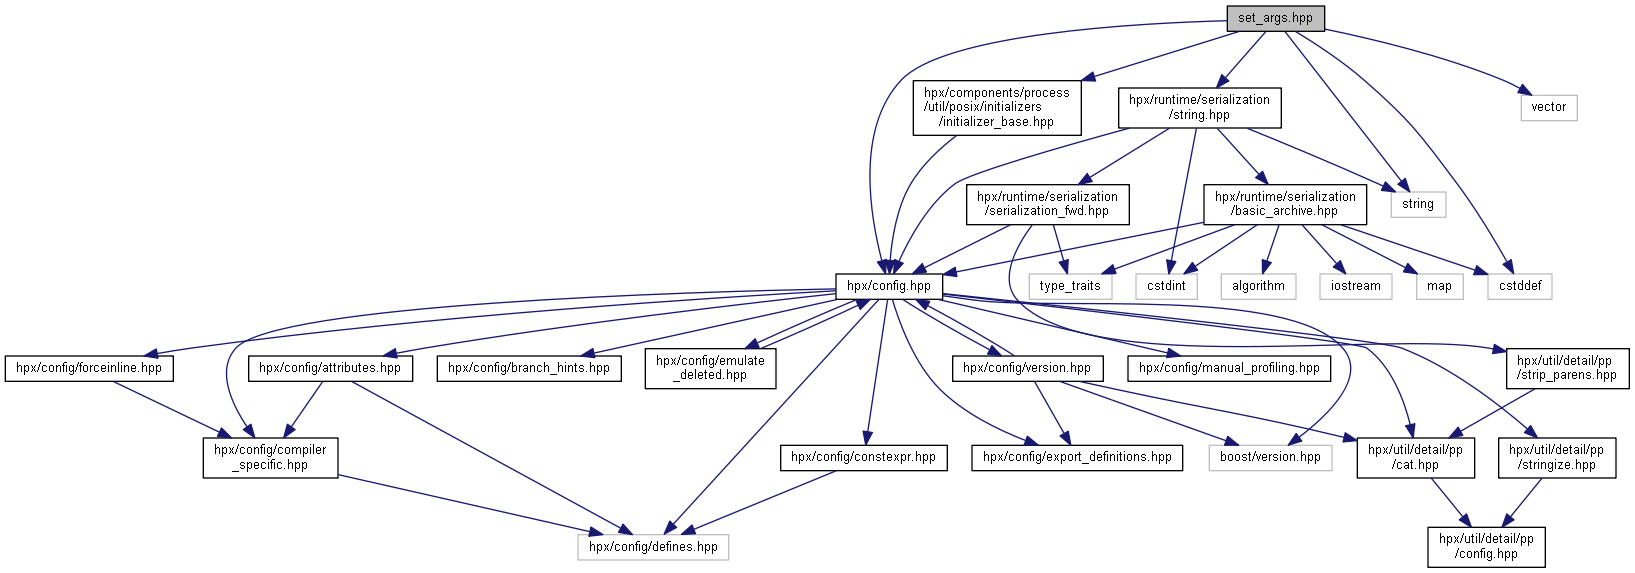 set_args.hpp
hpx/components/process
/util/posix/initializers
/initializer_base.hpp
hpx/runtime/serialization
/string.hpp
vector
hpx/runtime/serialization
/serialization_fwd.hpp
hpx/runtime/serialization
/basic_archive.hpp
string
hpx/config.hpp
type_traits
cstdint
algorithm
iostream
map
cstddef
hpx/config/forceinline.hpp
hpx/config/attributes.hpp
hpx/config/branch_hints.hpp
hpx/config/emulate
_deleted.hpp
hpx/config/version.hpp
hpx/config/manual_profiling.hpp
hpx/util/detail/pp
/strip_parens.hpp
hpx/config/compiler
_specific.hpp
hpx/config/constexpr.hpp
hpx/config/export_definitions.hpp
boost/version.hpp
hpx/util/detail/pp
/cat.hpp
hpx/util/detail/pp
/stringize.hpp
hpx/config/defines.hpp
hpx/util/detail/pp
/config.hpp